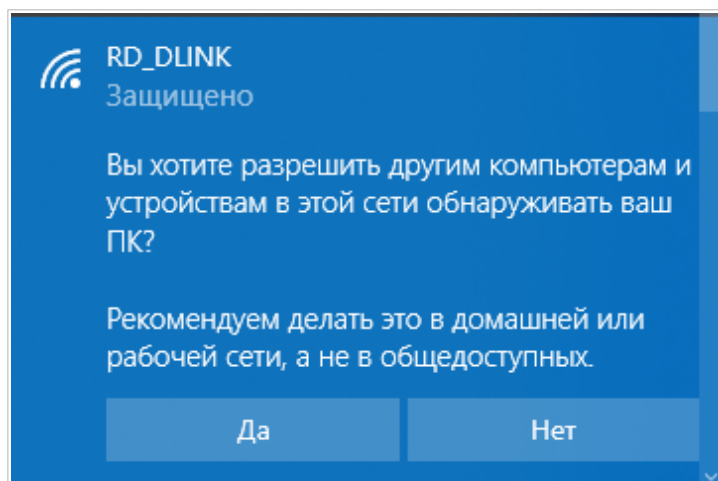 RD_DLINK
Защищено
Вы хотите разрешить другим компьютерам и
устройствам в этой сети обнаруживать ваш
ПК?
Рекомендуем делать это в домашней или
рабочей сети, а не в общедоступных.
Да Нет